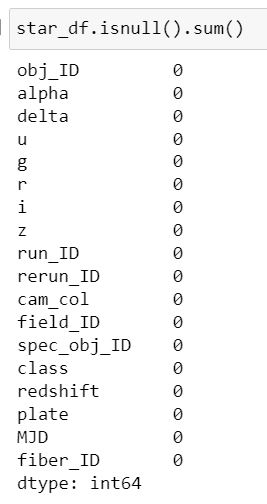 star_df.isnull().sum()
obj_ID 0
alpha 0
delta 0
u 0
g 0
r 0
i 0
z 0
run_ID 0
rerun_ID 0
cam_col 0
field_ID 0
spec_obj_ID 0
class 0
redshift 0
plate 0
MJD 0
fiber_ID 0
dtype: int64